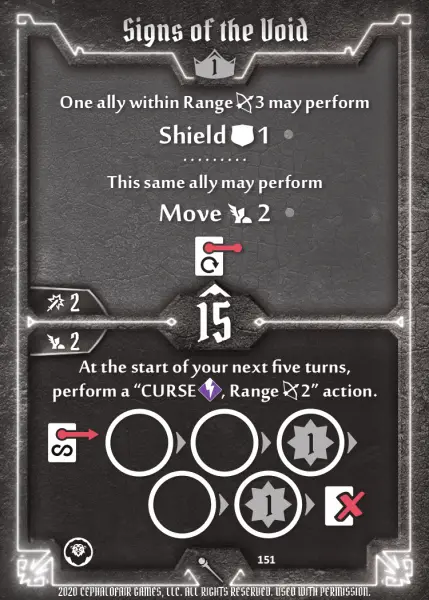 Signs of the Void
1
One ally within Range 3 may perform
Shield 1
This same ally may perform
Move 2
2
15
2
At the start of your next five turns,
perform a “CURSE , Range 2” action.
1
1
151
2020 CEPHALOFAIR GAMES, LLC. ALL RIGHTS RESERVED. USED WITH PERMISSION.